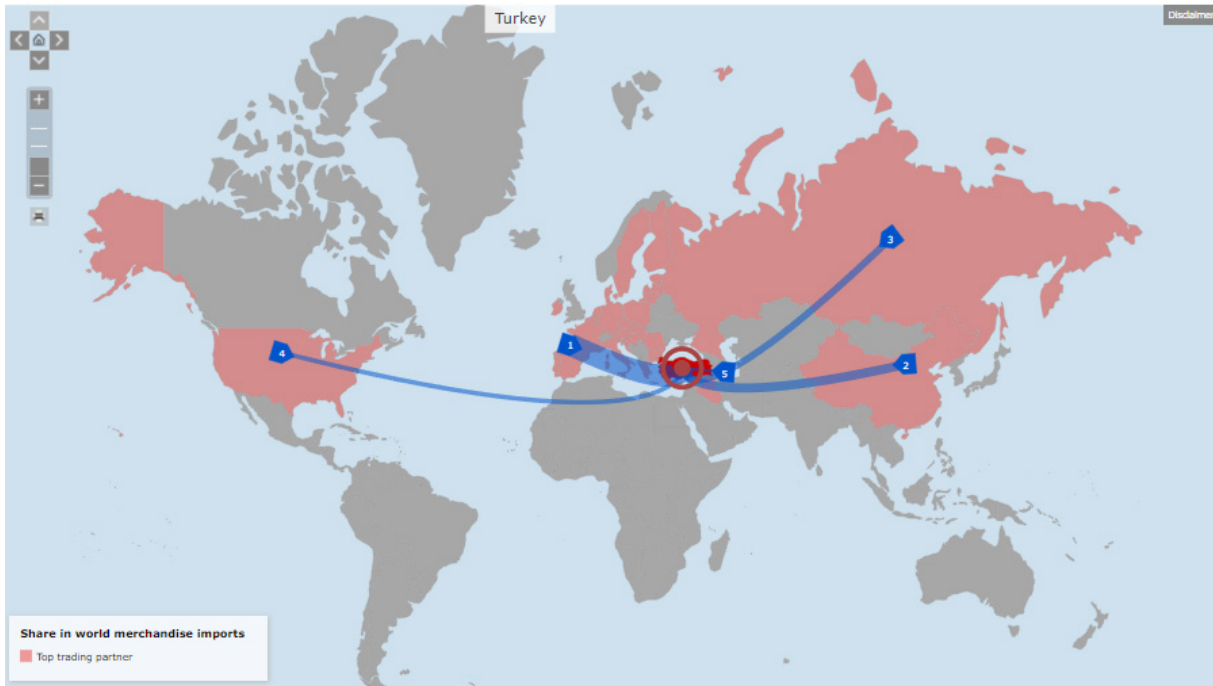 Turkey
Disclaimer
3
1
4
2
5
Share in world merchandise imports
Top trading partner